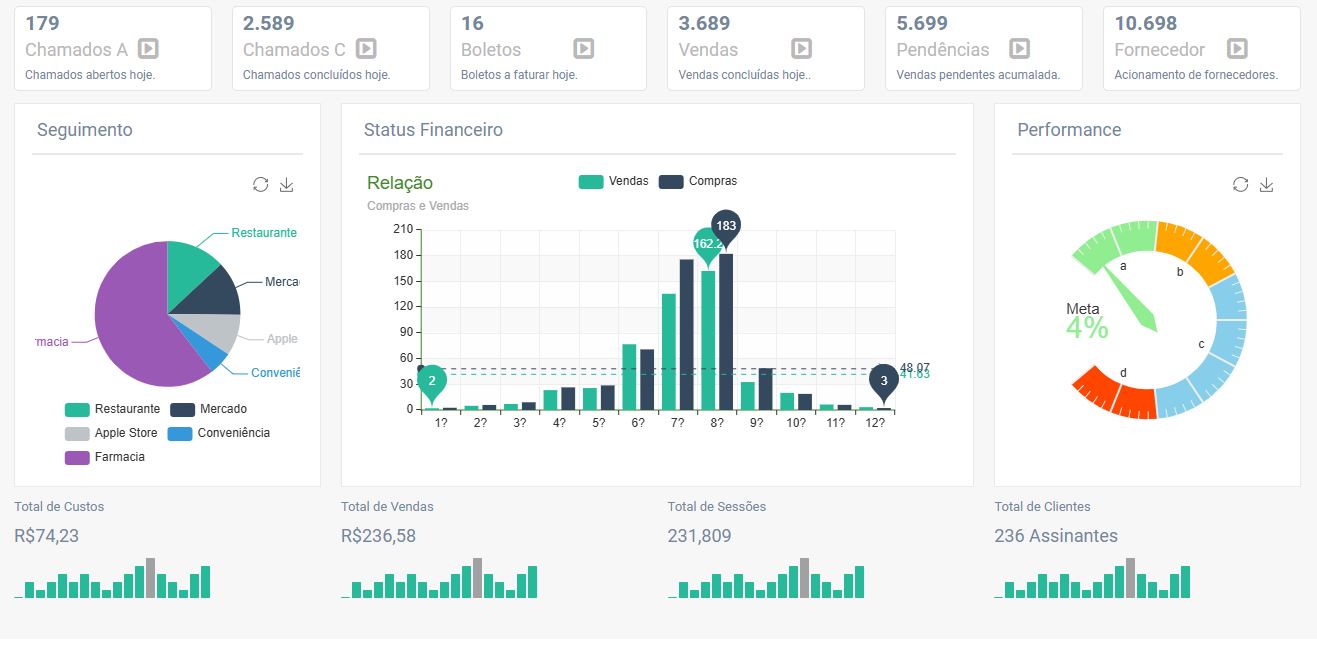 179
Chamados A
Chamados abertos hoje.
2.589
Chamados C
Chamados concluídos hoje.
16
Boletos
Boletos a faturar hoje.
3.689
Vendas
Vendas concluídas hoje..
5.699
Pendências
Vendas pendentes acumalada.
10.698
Fornecedor
Acionamento de fornecedores.
Seguimento
Restaurante
Merca
Apple
Conveniê
rmacia
Restaurante
Mercado
Apple Store
Conveniência
Farmacia
Status Financeiro
Relação
Compras e Vendas
Vendas
Compras
210
180
150
120
90
60
30
0
162.2
183
2
3
48.07
41.63
1?
2?
3?
4?
5?
6?
7?
8?
9?
10?
11?
12?
Performance
a
b
c
d
Meta
4%
Total de Custos
R$74,23
Total de Vendas
R$236,58
Total de Sessões
231,809
Total de Clientes
236 Assinantes